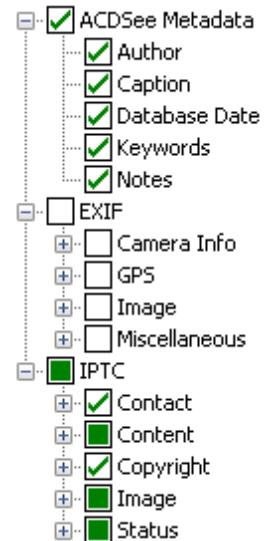 ACDSee Metadata
Author
Caption
Database Date
Keywords
Notes
EXIF
Camera Info
GPS
Image
Miscellaneous
IPTC
Contact
Content
Copyright
Image
Status